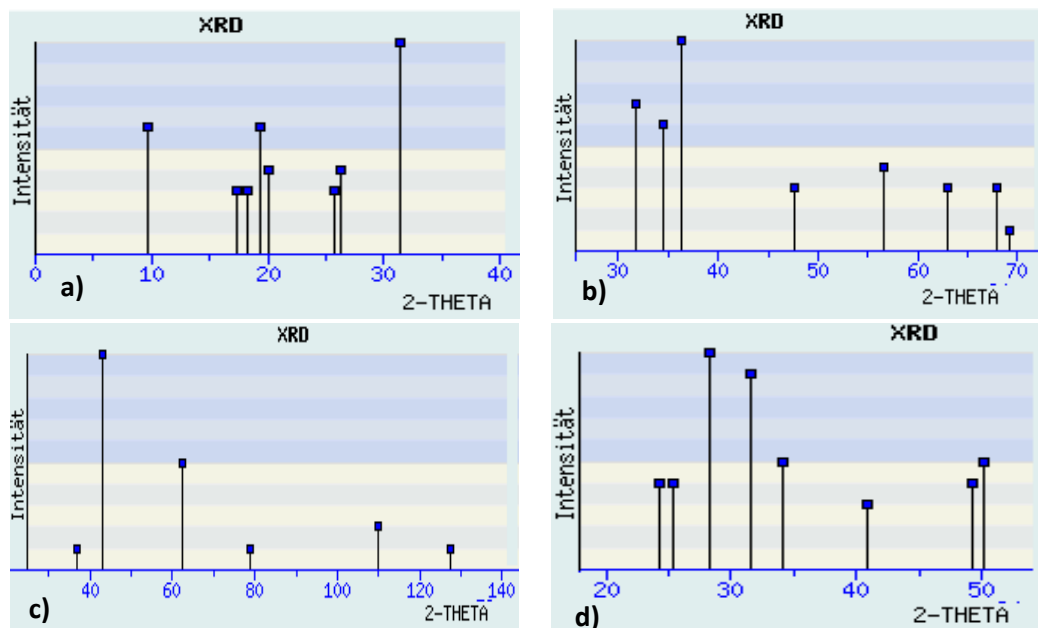 XRD
Intensität
0 10 20 30 40
2-THETA
a)
XRD
Intensität
30 40 50 60 70
2-THETA
b)
XRD
Intensität
40 60 80 100 120 140
2-THETA
c)
XRD
Intensität
20 30 40 50
2-THETA
d)